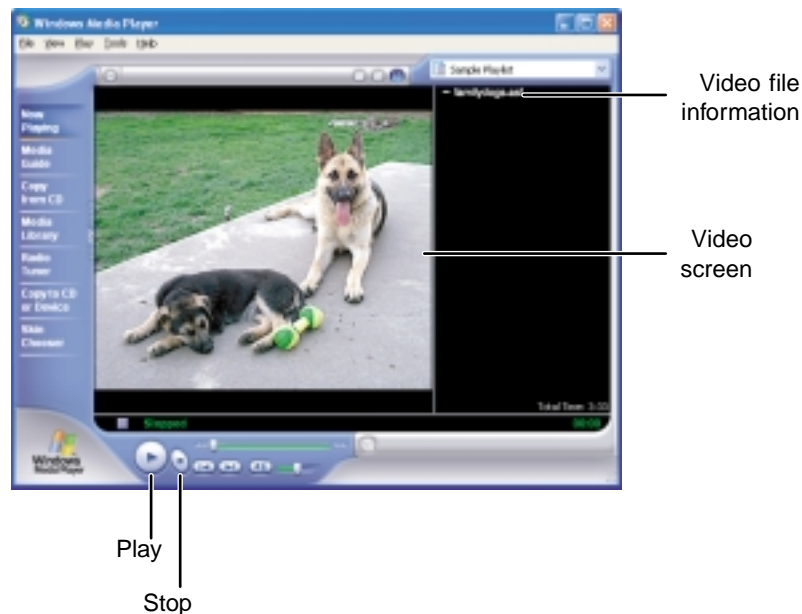 Windows Media Player
File View Play Tools Help
Sample Playlist
familydogs.asf
Now
Playing
Media
Guide
Copy
from CD
Media
Library
Radio
Tuner
Copy to CD
or Device
Skin
Chooser
Total Time: 3:03
Stopped
00:00
Windows
Media Player
Video file
information
Video
screen
Play
Stop